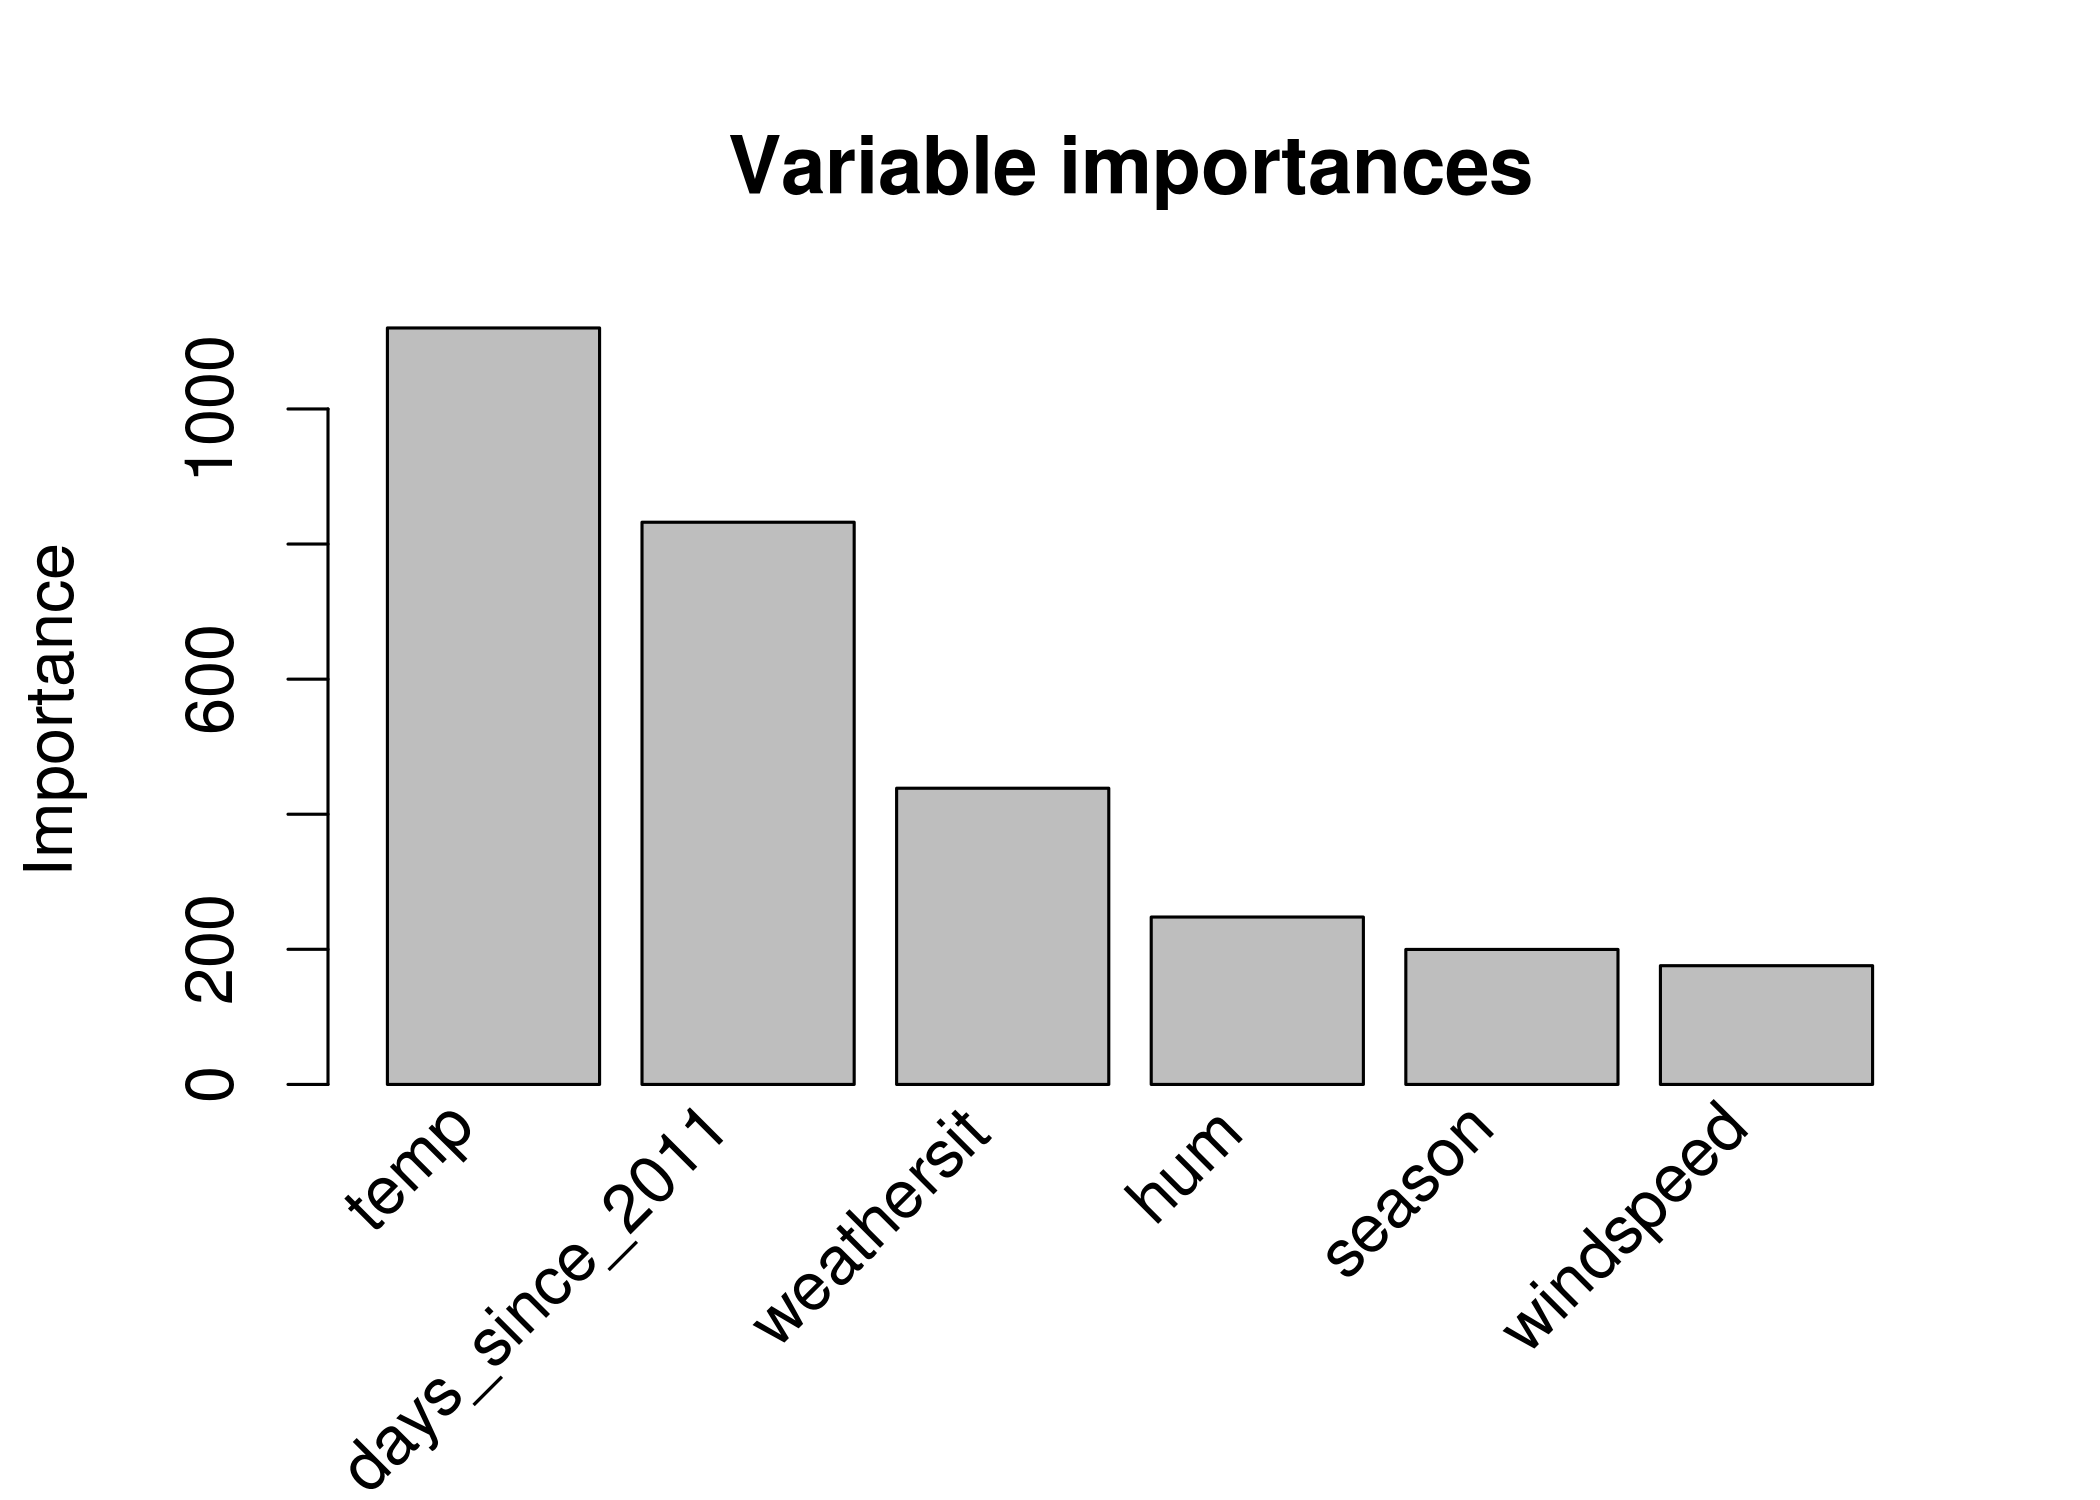 Variable importances
Importance
1000
600
200
0
temp
days_since_2011
weathersit
hum
season
windspeed